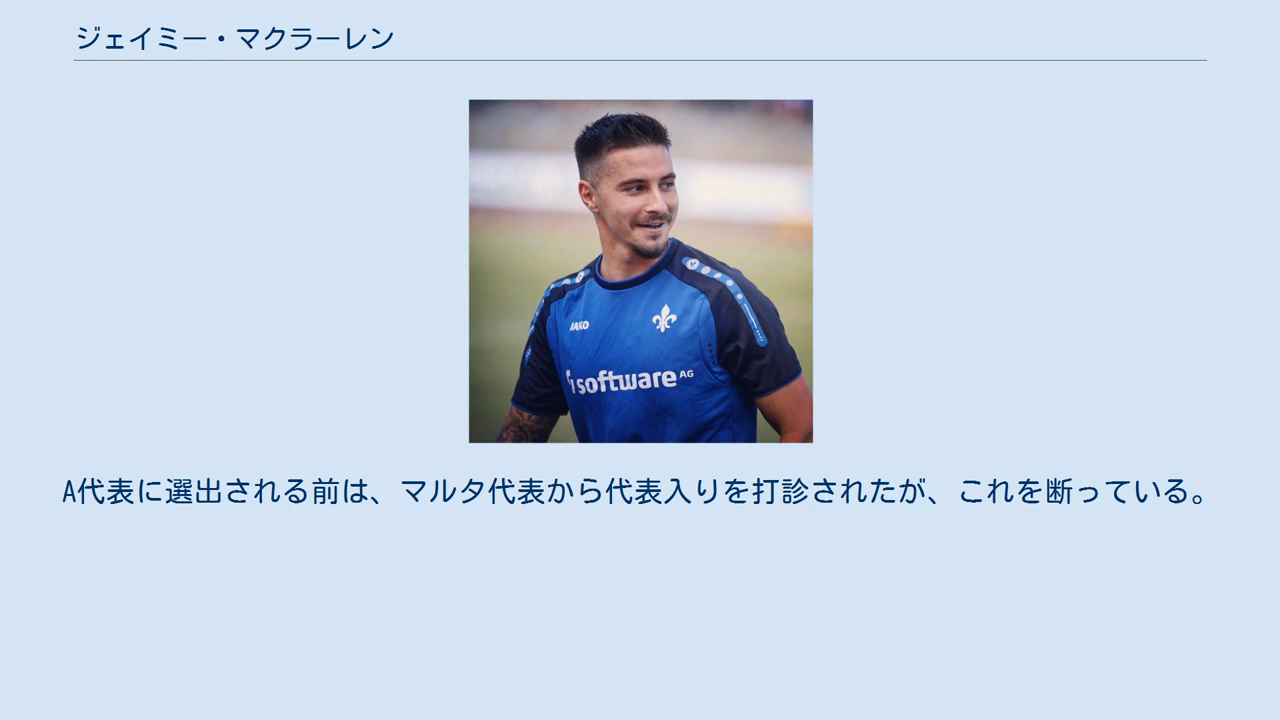 ジェイミー・マクラーレン
JAKO
software AG
A代表に選出される前は、マルタ代表から代表入りを打診されたが、これを断っている。